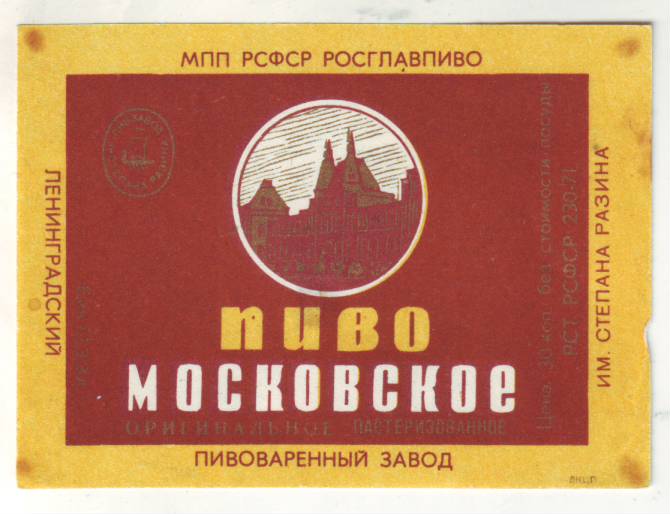 МПП РСФСР РОСГЛАВПИВО
ЛЕНИНГРАДСКИЙ
ПИВО
МОСКОВСКОЕ
ОРИГИНАЛЬНОЕ ПАСТЕРИЗОВАННОЕ
Цена 30 коп. без стоимости посуды
РСТ РСФСР 230-71
ИМ. СТЕПАНА РАЗИНА
ПИВОВАРЕННЫЙ ЗАВОД